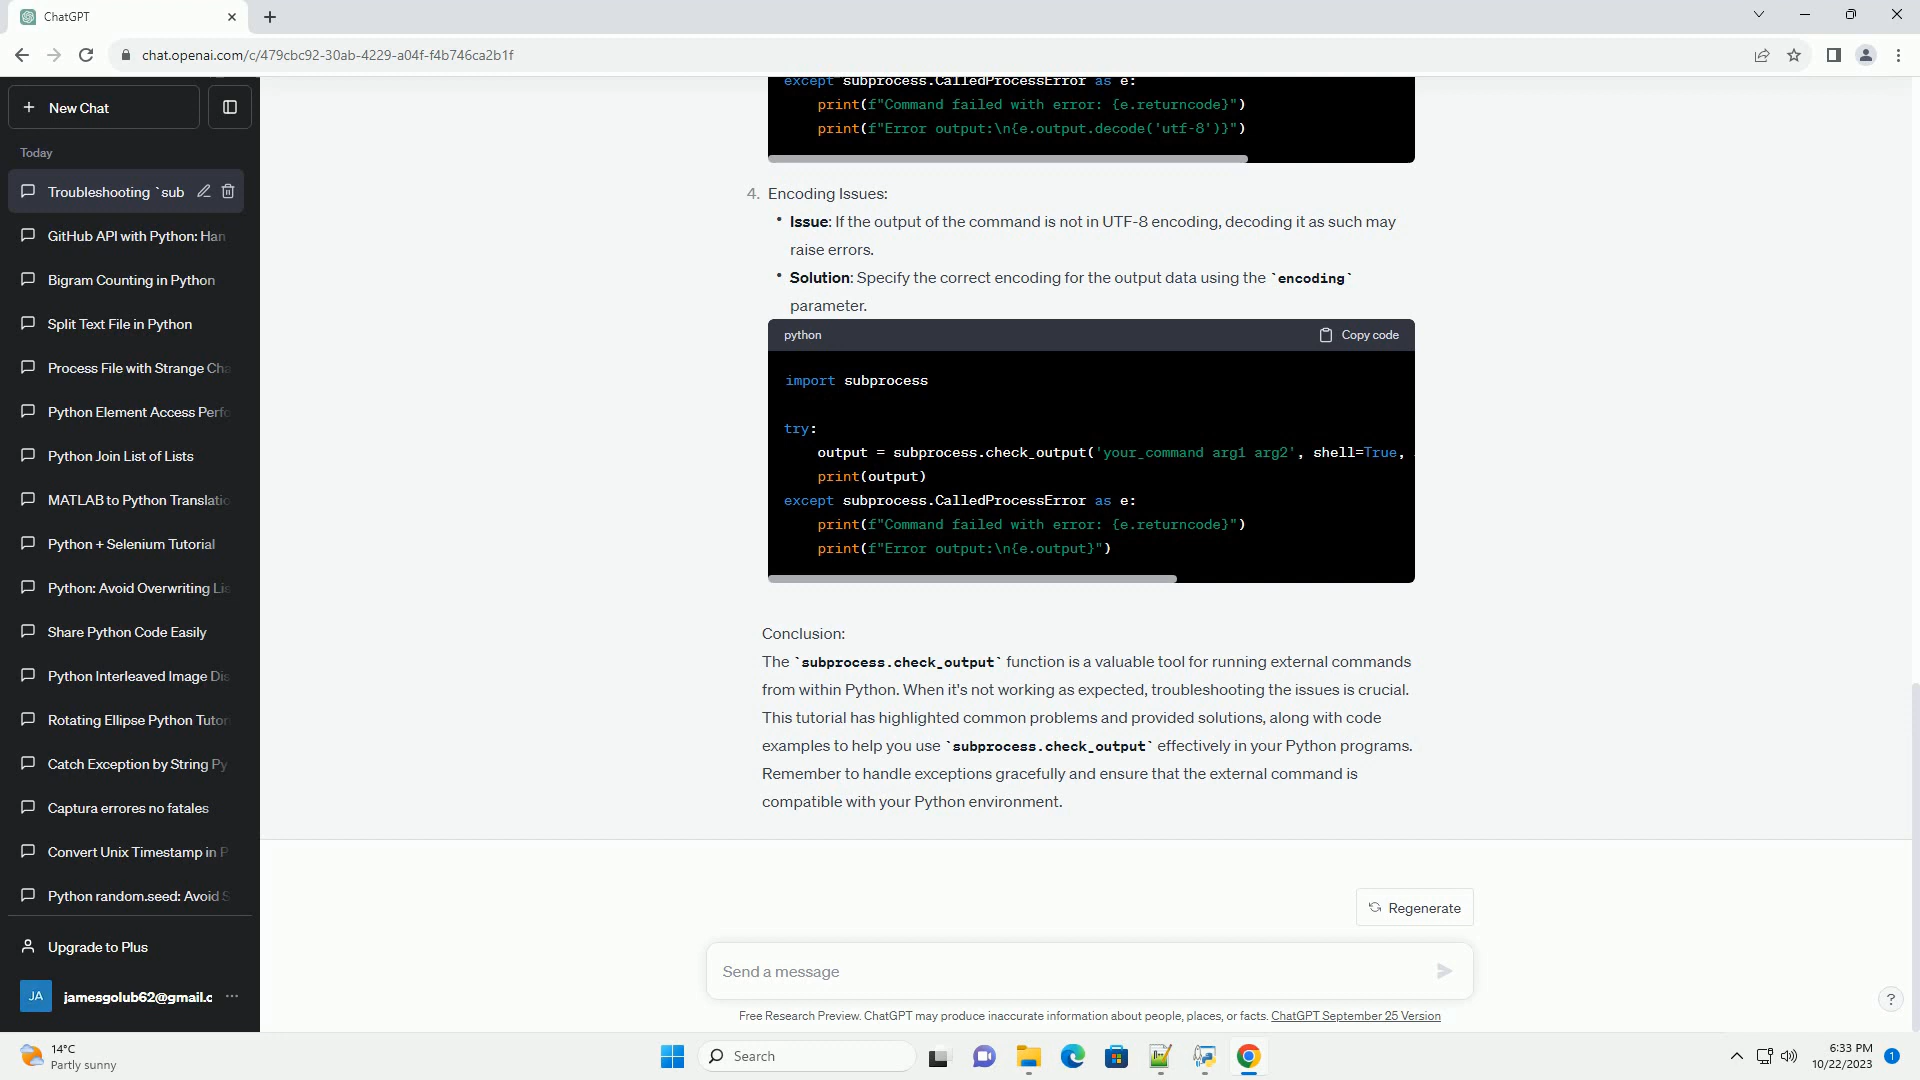 ChatGPT
chat.openai.com/c/479cbc92-30ab-4229-a04f-f4b746ca2b1f
New Chat
Today
Troubleshooting `sub
GitHub API with Python: Han
Bigram Counting in Python
Split Text File in Python
Process File with Strange Cha
Python Element Access Perfo
Python Join List of Lists
MATLAB to Python Translatio
Python + Selenium Tutorial
Python: Avoid Overwriting Lis
Share Python Code Easily
Python Interleaved Image Dis
Rotating Ellipse Python Tutor
Catch Exception by String Py
Captura errores no fatales
Convert Unix Timestamp in P
Python random.seed: Avoid S
Upgrade to Plus
JA
jamesgolub62@gmail.c
except subprocess.CalledProcessError as e:
print(f"Command failed with error: {e.returncode}")
print(f"Error output:\n{e.output.decode('utf-8')}")
4. Encoding Issues:
• Issue: If the output of the command is not in UTF-8 encoding, decoding it as such may
raise errors.
• Solution: Specify the correct encoding for the output data using the `encoding`
parameter.
python
Copy code
import subprocess
try:
output = subprocess.check_output('your_command arg1 arg2', shell=True,
print(output)
except subprocess.CalledProcessError as e:
print(f"Command failed with error: {e.returncode}")
print(f"Error output:\n{e.output}")
Conclusion:
The `subprocess.check_output` function is a valuable tool for running external commands
from within Python. When it's not working as expected, troubleshooting the issues is crucial.
This tutorial has highlighted common problems and provided solutions, along with code
examples to help you use `subprocess.check_output` effectively in your Python programs.
Remember to handle exceptions gracefully and ensure that the external command is
compatible with your Python environment.
Regenerate
Send a message
Free Research Preview. ChatGPT may produce inaccurate information about people, places, or facts. ChatGPT September 25 Version
?
14°C
Partly sunny
Search
6:33 PM
10/22/2023
1